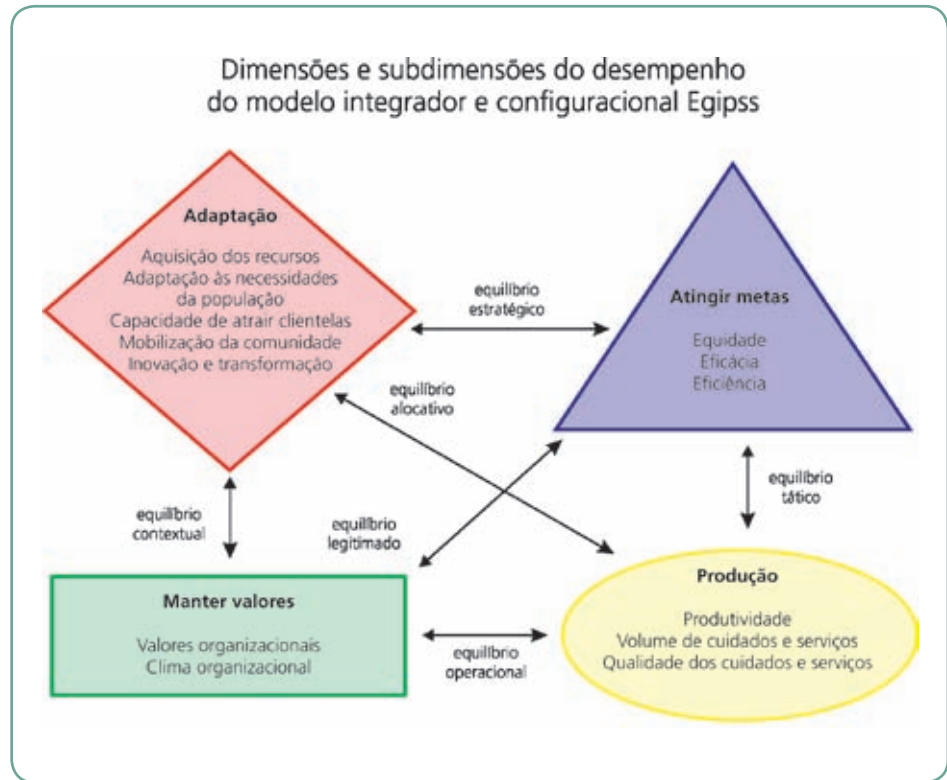 Dimensões e subdimensões do desempenho
do modelo integrador e configuracional Egipss
Adaptação
Aquisição dos recursos
Adaptação às necessidades
da população
Capacidade de atrair clientelas
Mobilização da comunidade
Inovação e transformação
equilíbrio
estratégico
Atingir metas
Equidade
Eficácia
Eficiência
equilíbrio
alocativo
equilíbrio
contextual
equilíbrio
legitimado
equilíbrio
tático
Manter valores
Valores organizacionais
Clima organizacional
equilíbrio
operacional
Produção
Produtividade
Volume de cuidados e serviços
Qualidade dos cuidados e serviços